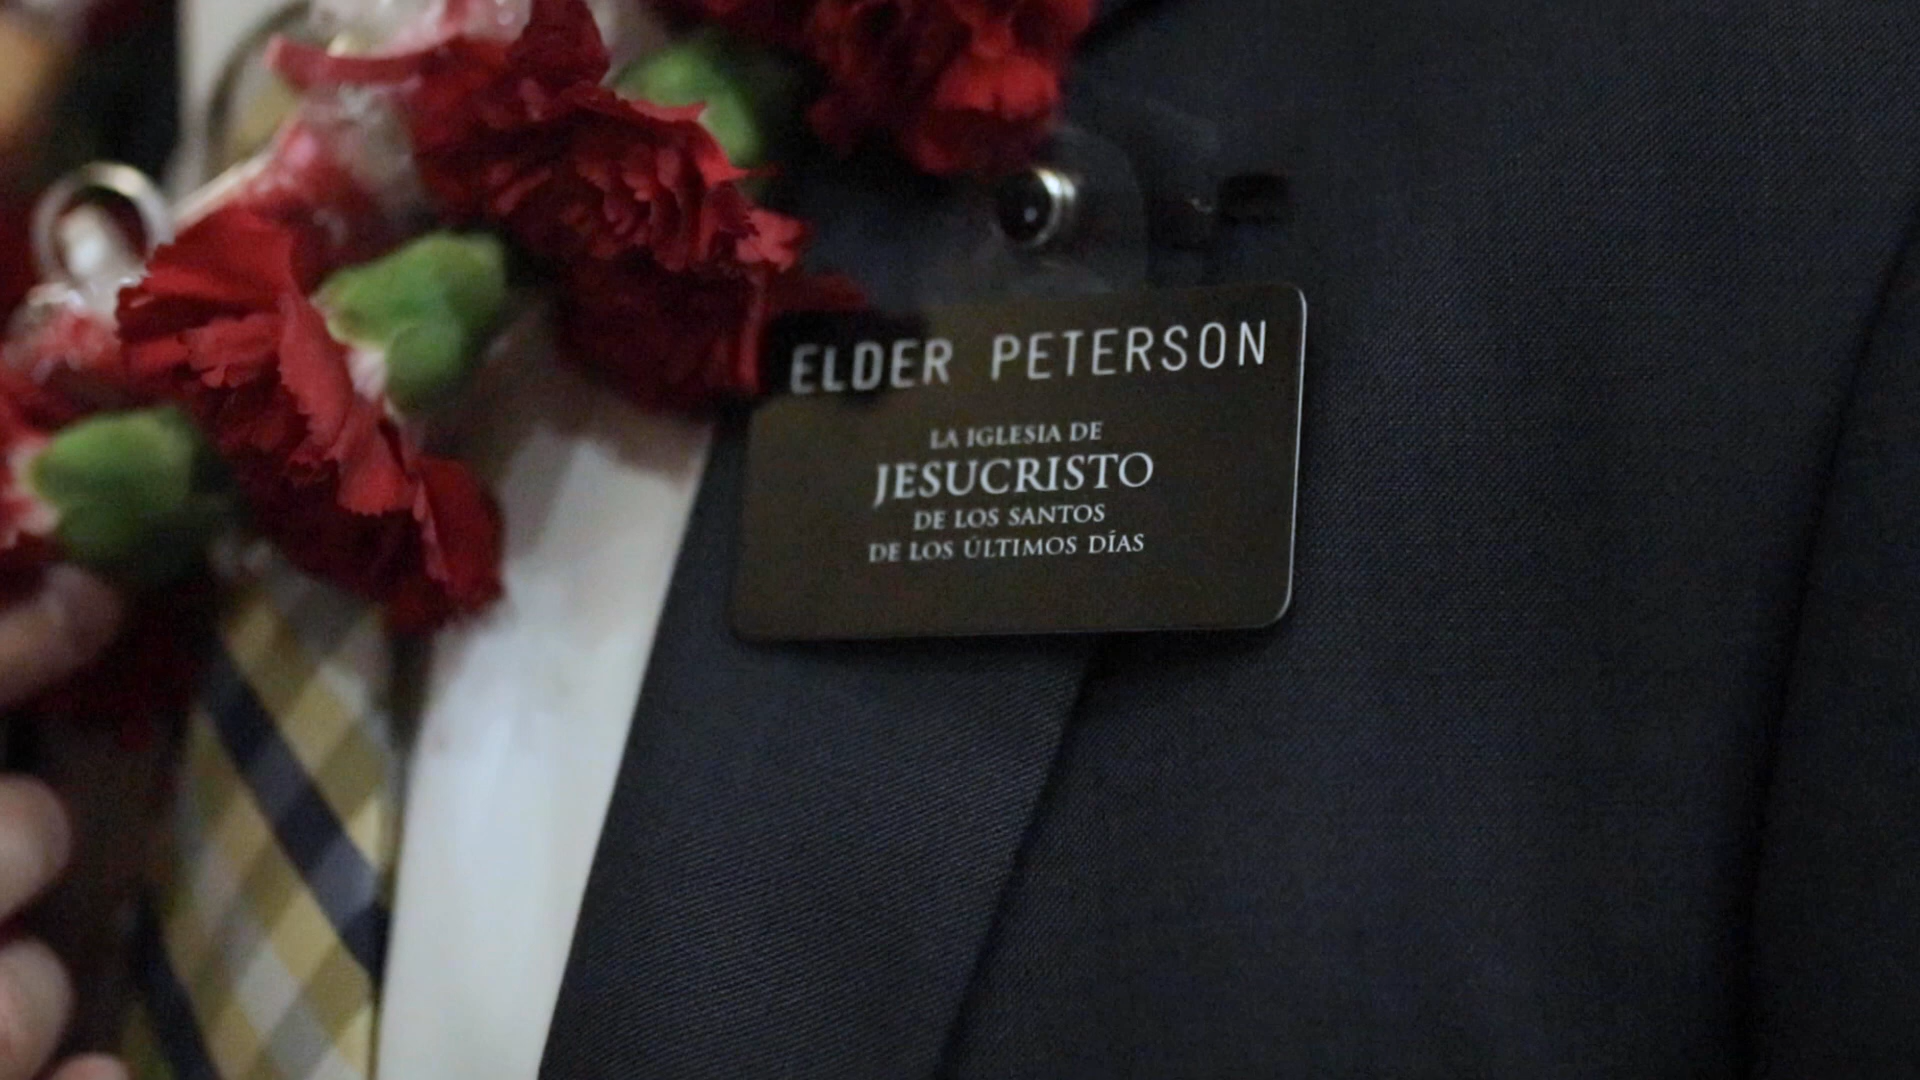 ELDER PETERSON
LA IGLESIA DE
JESUCRISTO
DE LOS SANTOS
DE LOS ÚLTIMOS DÍAS